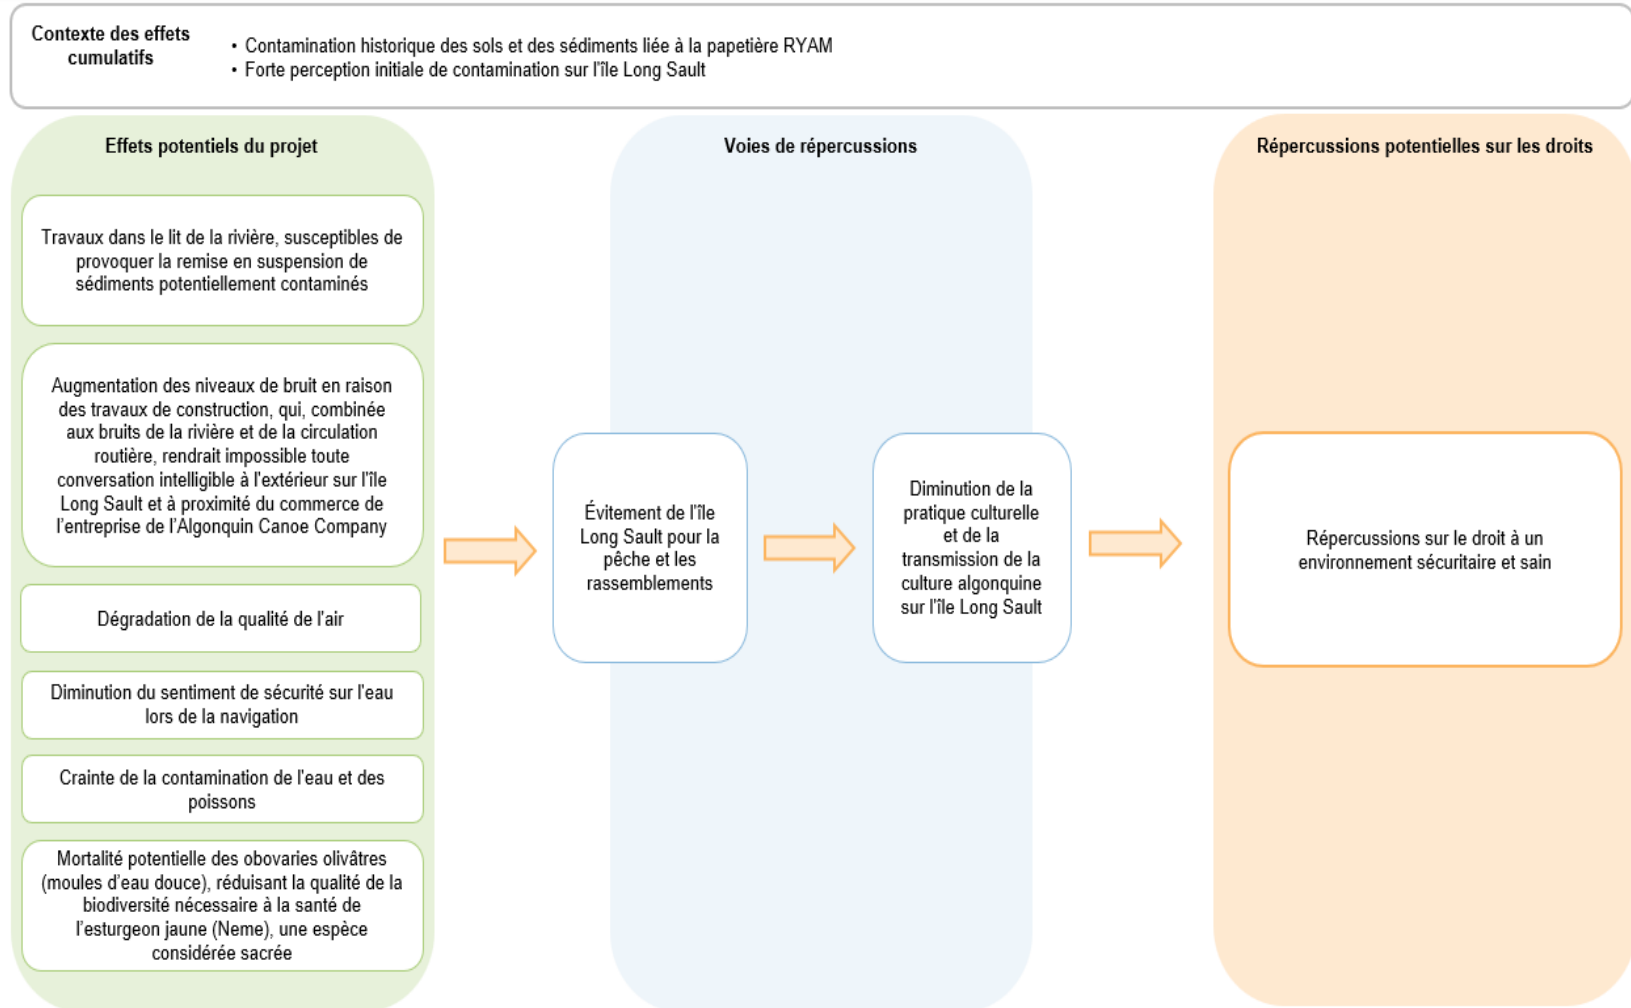 Contexte des effets
cumulatifs
• Contamination historique des sols et des sédiments liée à la papetière RYAM
• Forte perception initiale de contamination sur l'île Long Sault
Effets potentiels du projet
Travaux dans le lit de la rivière, susceptibles de
provoquer la remise en suspension de
sédiments potentiellement contaminés
Augmentation des niveaux de bruit en raison
des travaux de construction, qui, combinée
aux bruits de la rivière et de la circulation
routière, rendrait impossible toute
conversation intelligible à l'extérieur sur l'île
Long Sault et à proximité du commerce de
l'entreprise de l'Algonquin Canoe Company
Dégradation de la qualité de l'air
Diminution du sentiment de sécurité sur l'eau
lors de la navigation
Crainte de la contamination de l'eau et des
poissons
Mortalité potentielle des obovaries olivâtres
(moules d'eau douce), réduisant la qualité de la
biodiversité nécessaire à la santé de
l'esturgeon jaune (Neme), une espèce
considérée sacrée
Voies de répercussions
Évitement de l'île
Long Sault pour la
pêche et les
rassemblements
Diminution de la
pratique culturelle
et de la
transmission de la
culture algonquine
sur l'île Long Sault
Répercussions potentielles sur les droits
Répercussions sur le droit à un
environnement sécuritaire et sain